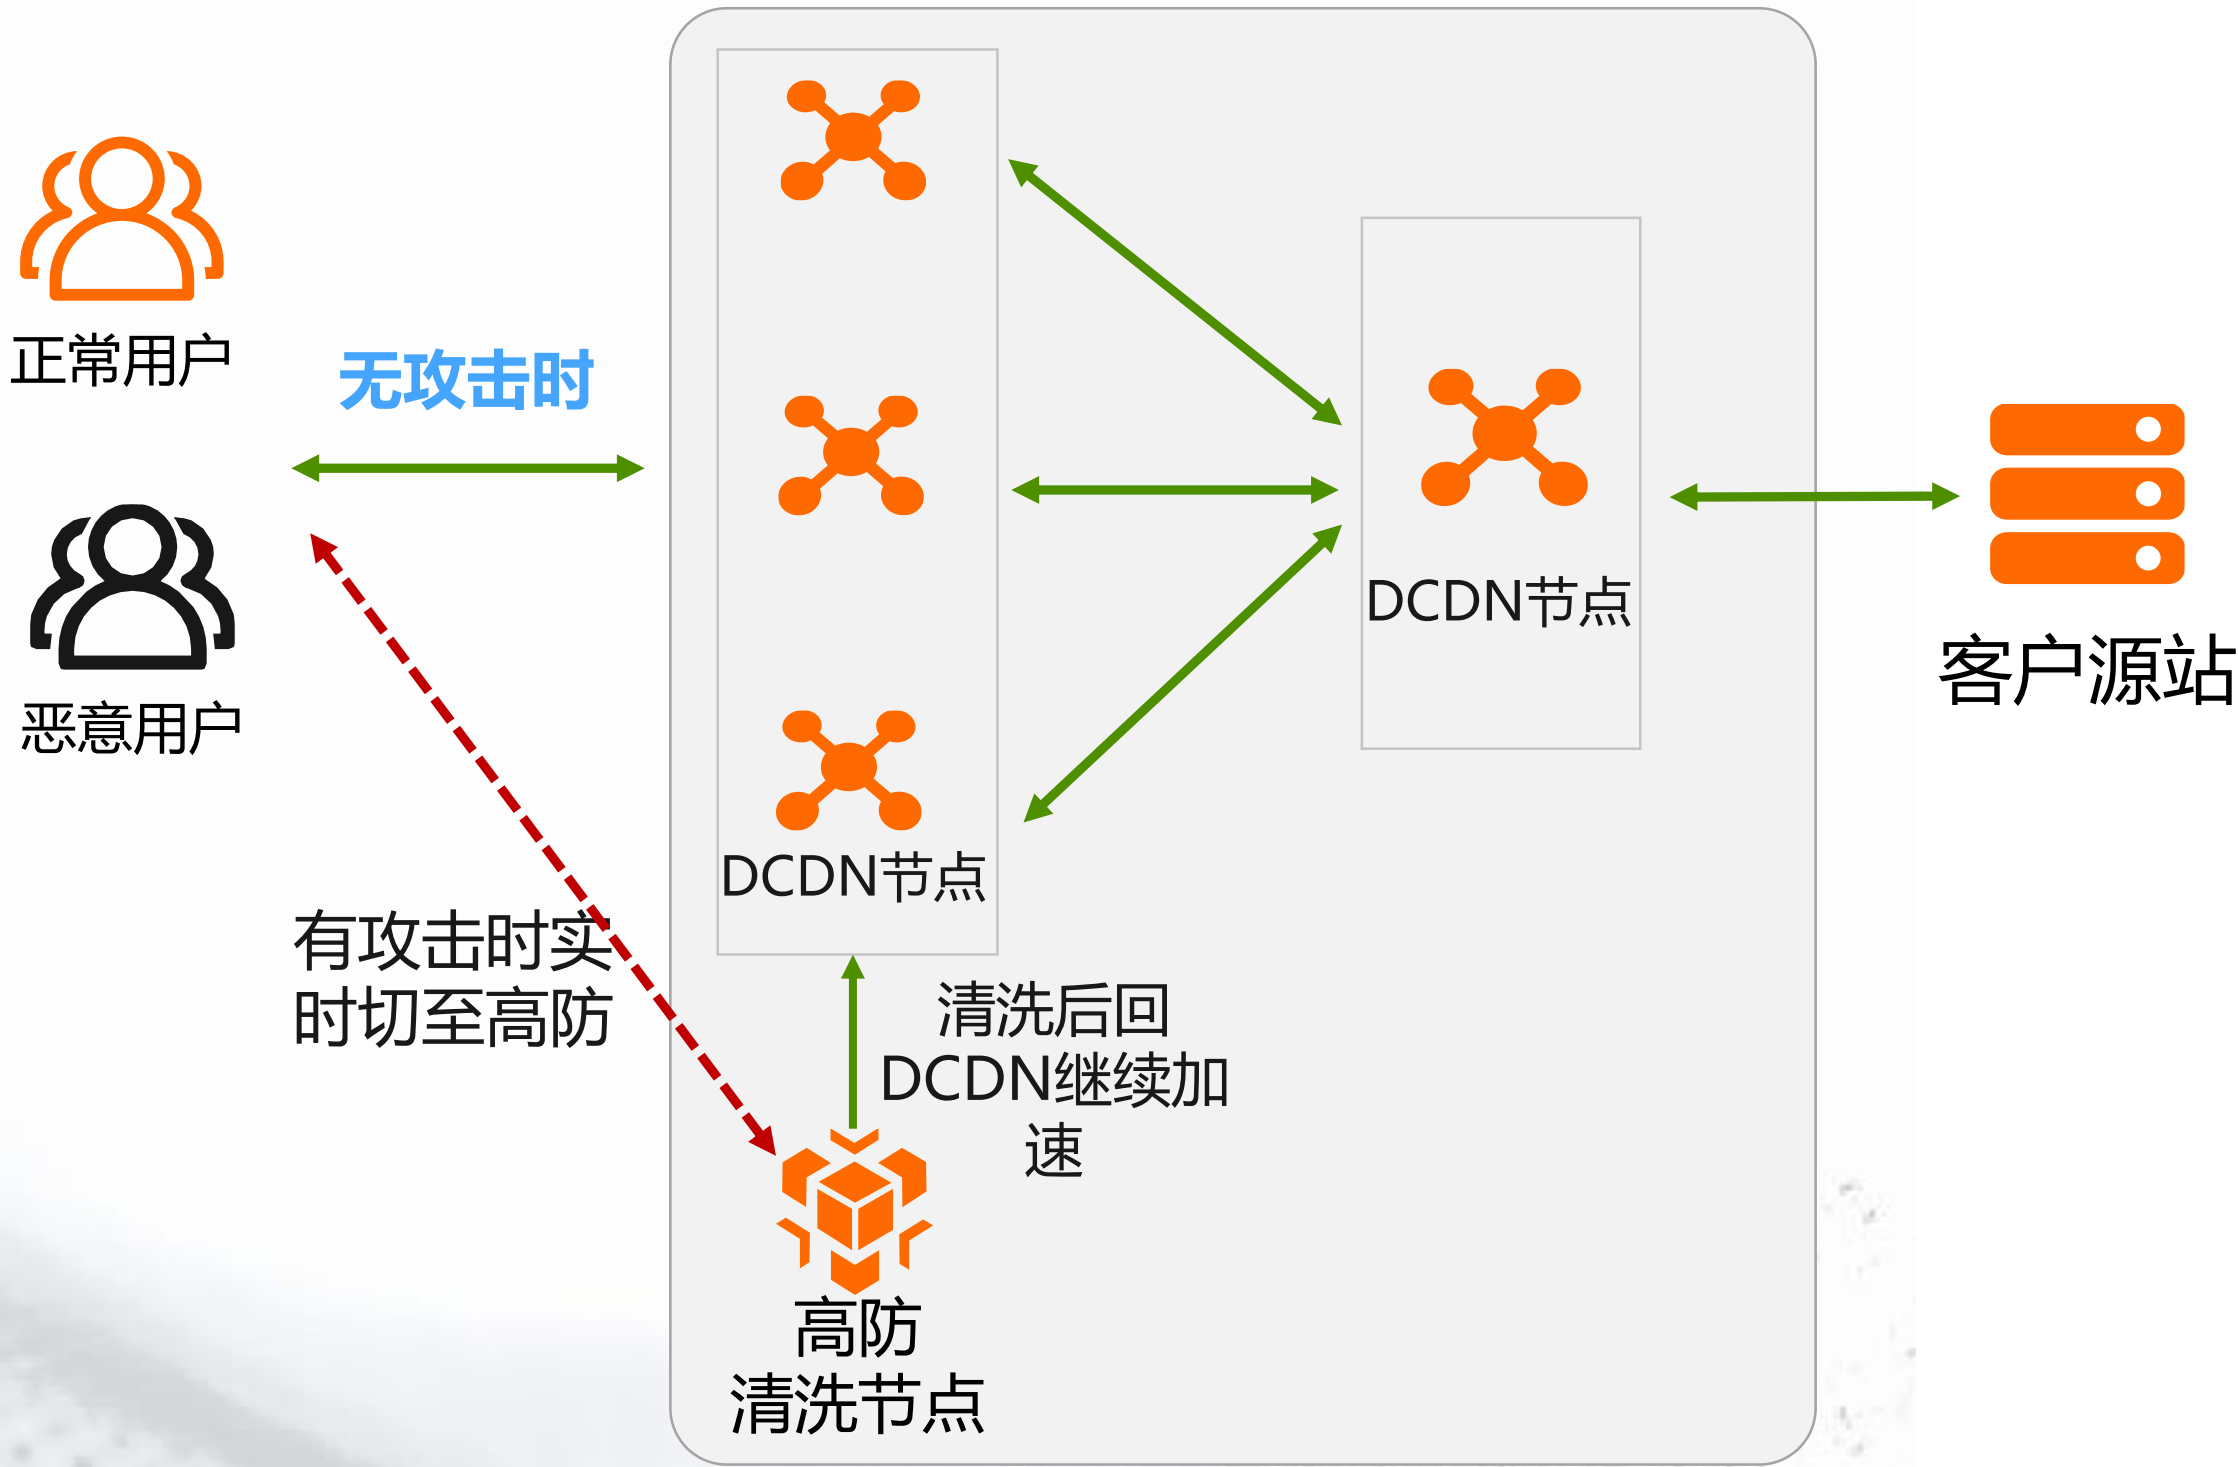 正常用户
无攻击时
恶意用户
有攻击时实
时切至高防
DCDN节点
DCDN节点
客户源站
清洗后回
DCDN继续加
速
高防
清洗节点